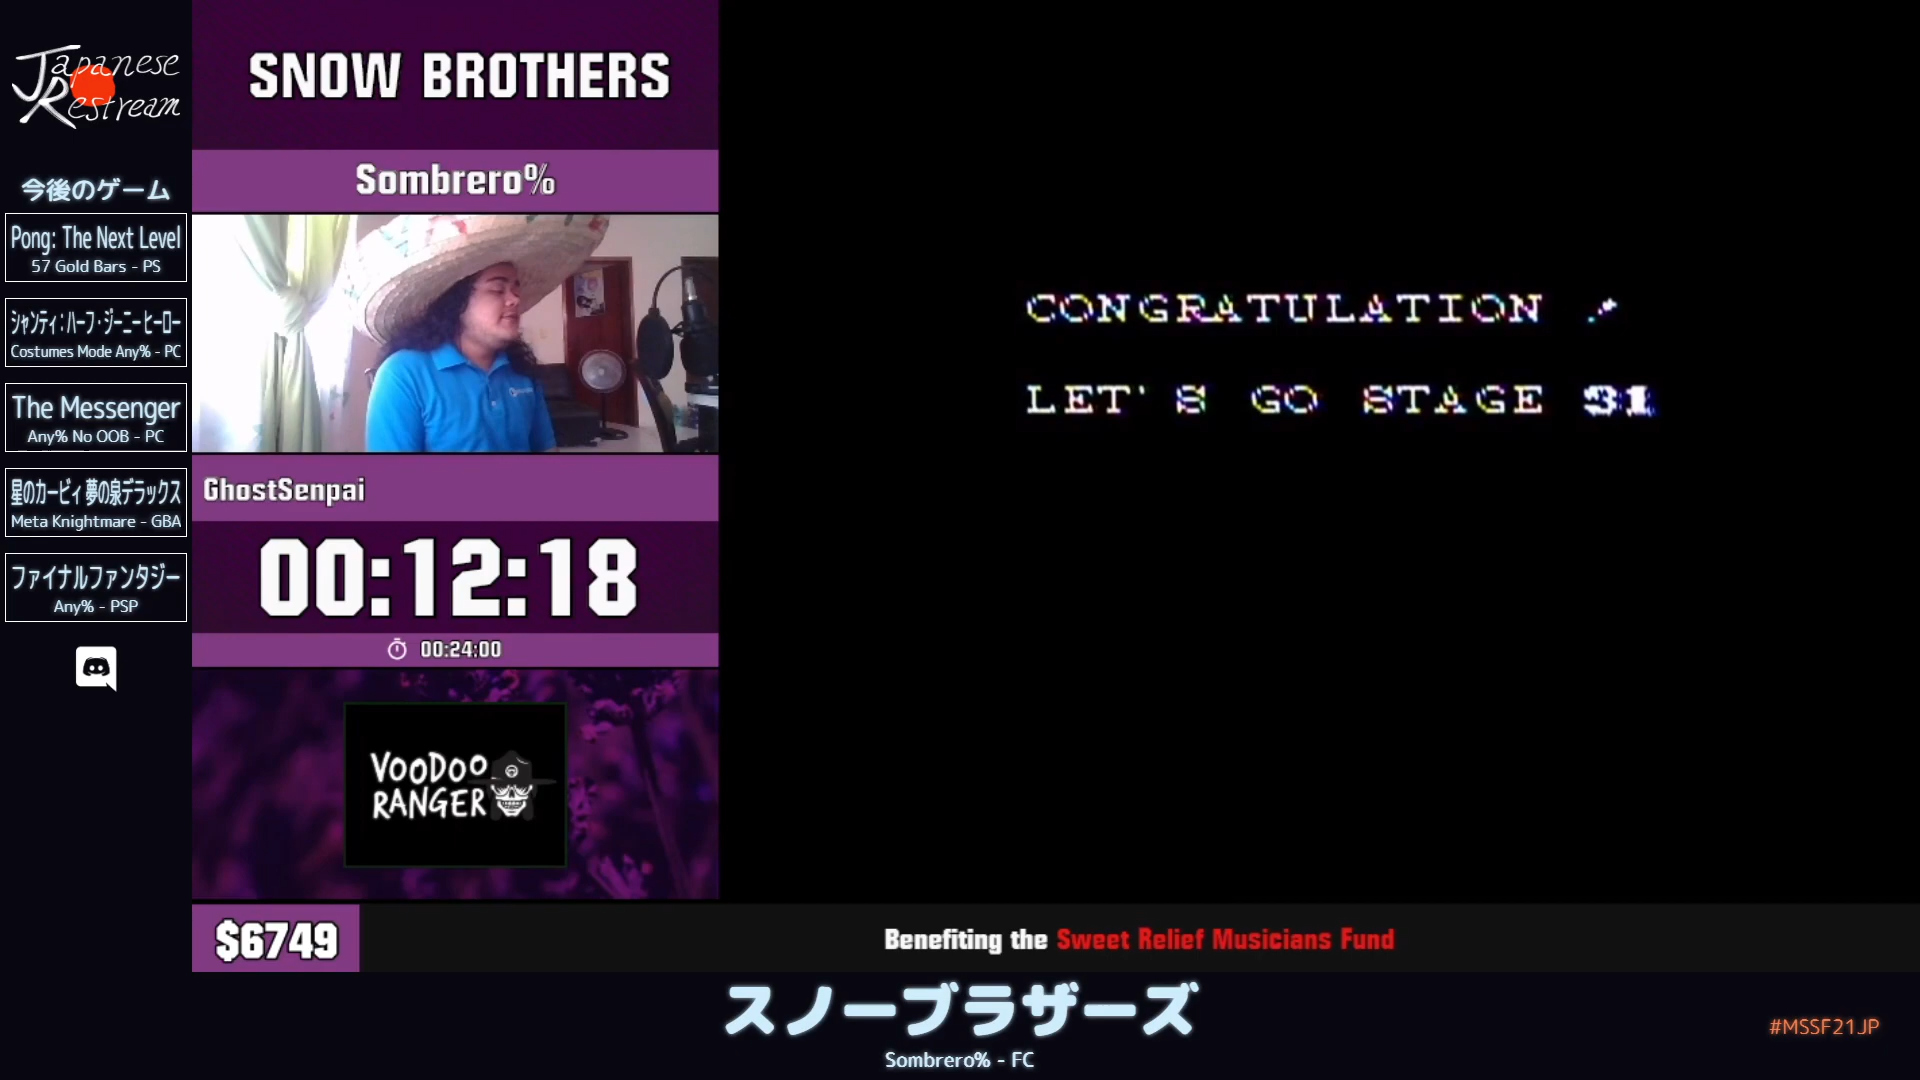 Japanese
Restream
今後のゲーム
Pong: The Next Level
57 Gold Bars - PS
シャンティ:ハーフ・ジーニーヒーロー
Costumes Mode Any% - PC
The Messenger
Any% No OOB - PC
星のカービィ 夢の泉デラックス
Meta Knightmare - GBA
ファイナルファンタジー
Any% - PSP
SNOW BROTHERS
Sombrero%
GhostSenpai
00:12:18
00:24:00
VOODOO
RANGER
CONGRATULATION
LET'S GO STAGE 31
$6749
Benefiting the Sweet Relief Musicians Fund
スノーブラザーズ
Sombrero% - FC
#MSSF21JP